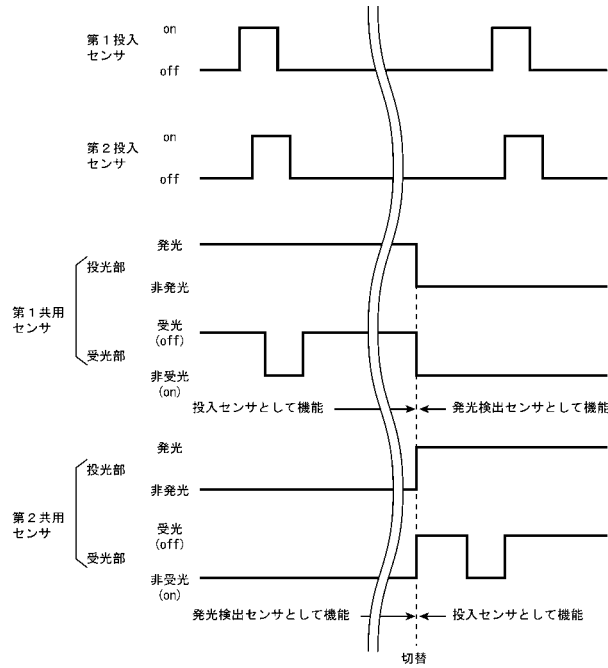 第１投入
センサ
on
off
第２投入
センサ
on
off
第１共用
センサ
投光部
発光
非発光
受光部
受光
(off)
非受光
(on)
投入センサとして機能
発光検出センサとして機能
第２共用
センサ
投光部
発光
非発光
受光部
受光
(off)
非受光
(on)
発光検出センサとして機能
投入センサとして機能
切替